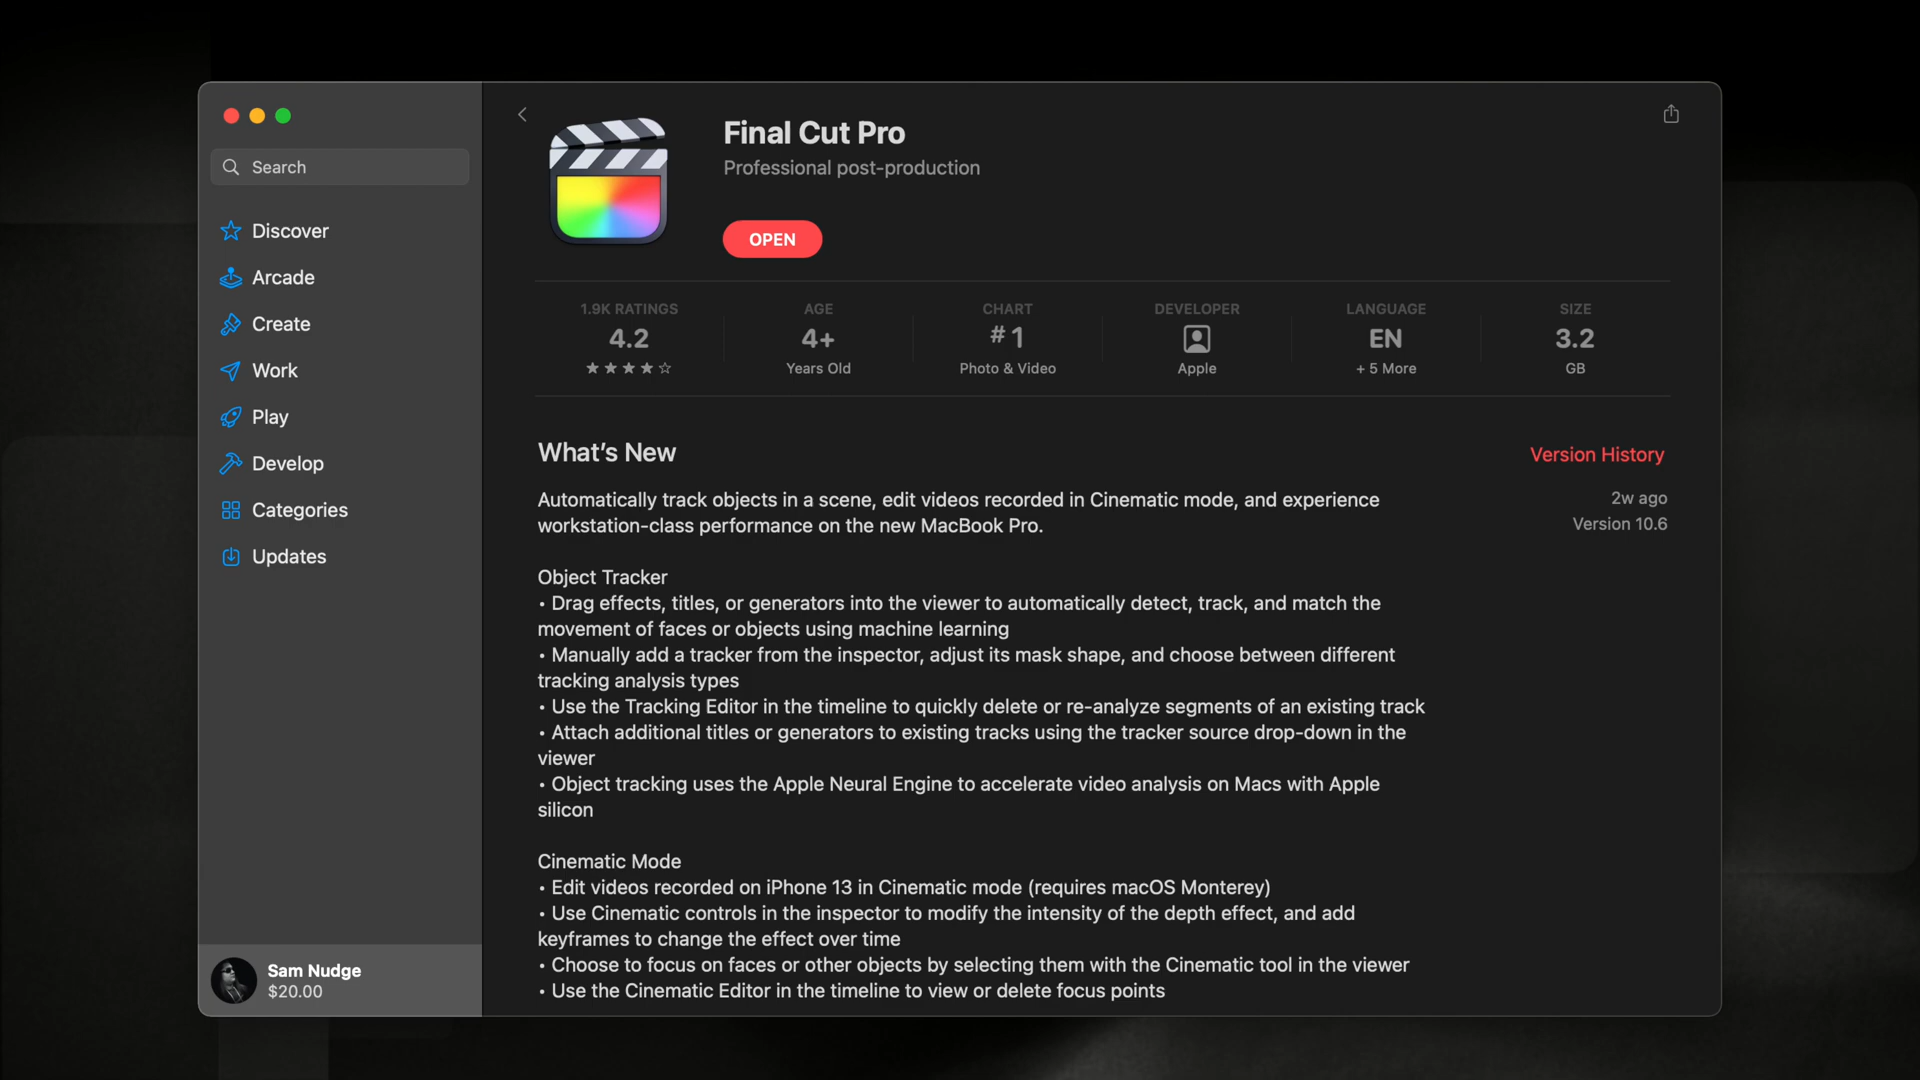 Search
Discover
Arcade
Create
Work
Play
Develop
Categories
Updates
Sam Nudge
$20.00
Final Cut Pro
Professional post-production
OPEN
1.9K RATINGS
4.2
★★★★☆
AGE
4+
Years Old
CHART
#1
Photo & Video
DEVELOPER
Apple
LANGUAGE
EN
+ 5 More
SIZE
3.2
GB
What's New
Version History
2w ago
Version 10.6
Automatically track objects in a scene, edit videos recorded in Cinematic mode, and experience
workstation-class performance on the new MacBook Pro.
Object Tracker
• Drag effects, titles, or generators into the viewer to automatically detect, track, and match the
movement of faces or objects using machine learning
• Manually add a tracker from the inspector, adjust its mask shape, and choose between different
tracking analysis types
• Use the Tracking Editor in the timeline to quickly delete or re-analyze segments of an existing track
• Attach additional titles or generators to existing tracks using the tracker source drop-down in the
viewer
• Object tracking uses the Apple Neural Engine to accelerate video analysis on Macs with Apple
silicon
Cinematic Mode
• Edit videos recorded on iPhone 13 in Cinematic mode (requires macOS Monterey)
• Use Cinematic controls in the inspector to modify the intensity of the depth effect, and add
keyframes to change the effect over time
• Choose to focus on faces or other objects by selecting them with the Cinematic tool in the viewer
• Use the Cinematic Editor in the timeline to view or delete focus points